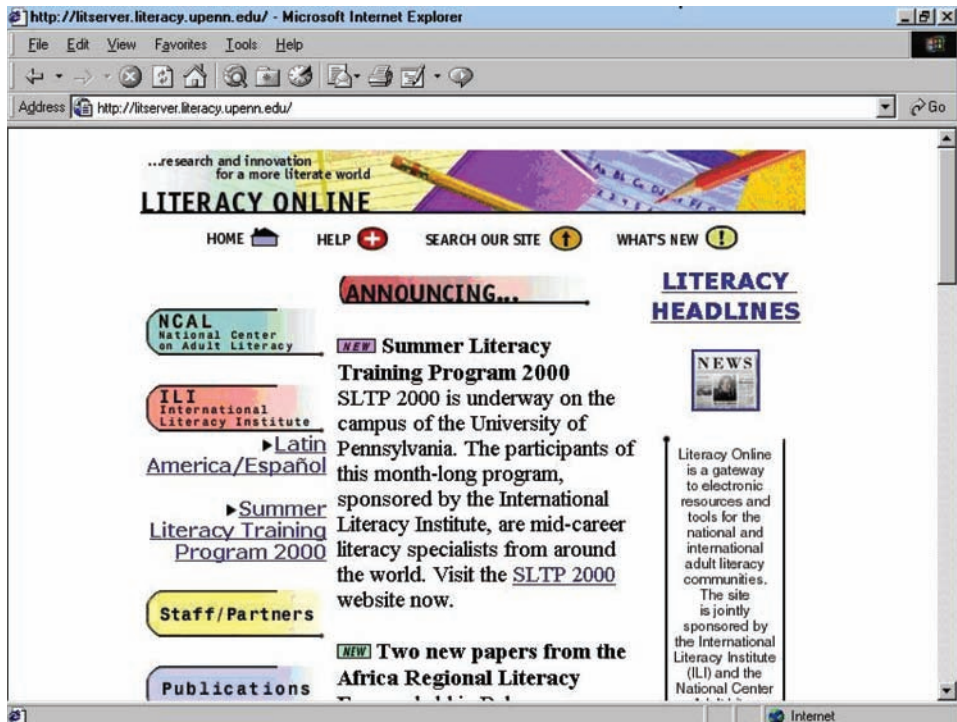 http://litserver.literacy.upenn.edu/ - Microsoft Internet Explorer
File Edit View Favorites Tools Help
Address http://litserver.literacy.upenn.edu/ Go
...research and innovation
for a more literate world
LITERACY ONLINE
HOME HELP SEARCH OUR SITE WHAT'S NEW
NCAL
National Center
on Adult Literacy
ILI
International
Literacy Institute
Latin
America/Español
Summer
Literacy Training
Program 2000
Staff/Partners
Publications
ANNOUNCING...
NEW Summer Literacy
Training Program 2000
SLTP 2000 is underway on the
campus of the University of
Pennsylvania. The participants of
this month-long program,
sponsored by the International
Literacy Institute, are mid-career
literacy specialists from around
the world. Visit the SLTP 2000
website now.
NEW Two new papers from the
Africa Regional Literacy
LITERACY
HEADLINES
NEWS
Literacy Online
is a gateway
to electronic
resources and
tools for the
national and
international
adult literacy
communities.
The site
is jointly
sponsored by
the International
Literacy Institute
(ILI) and the
National Center
Internet